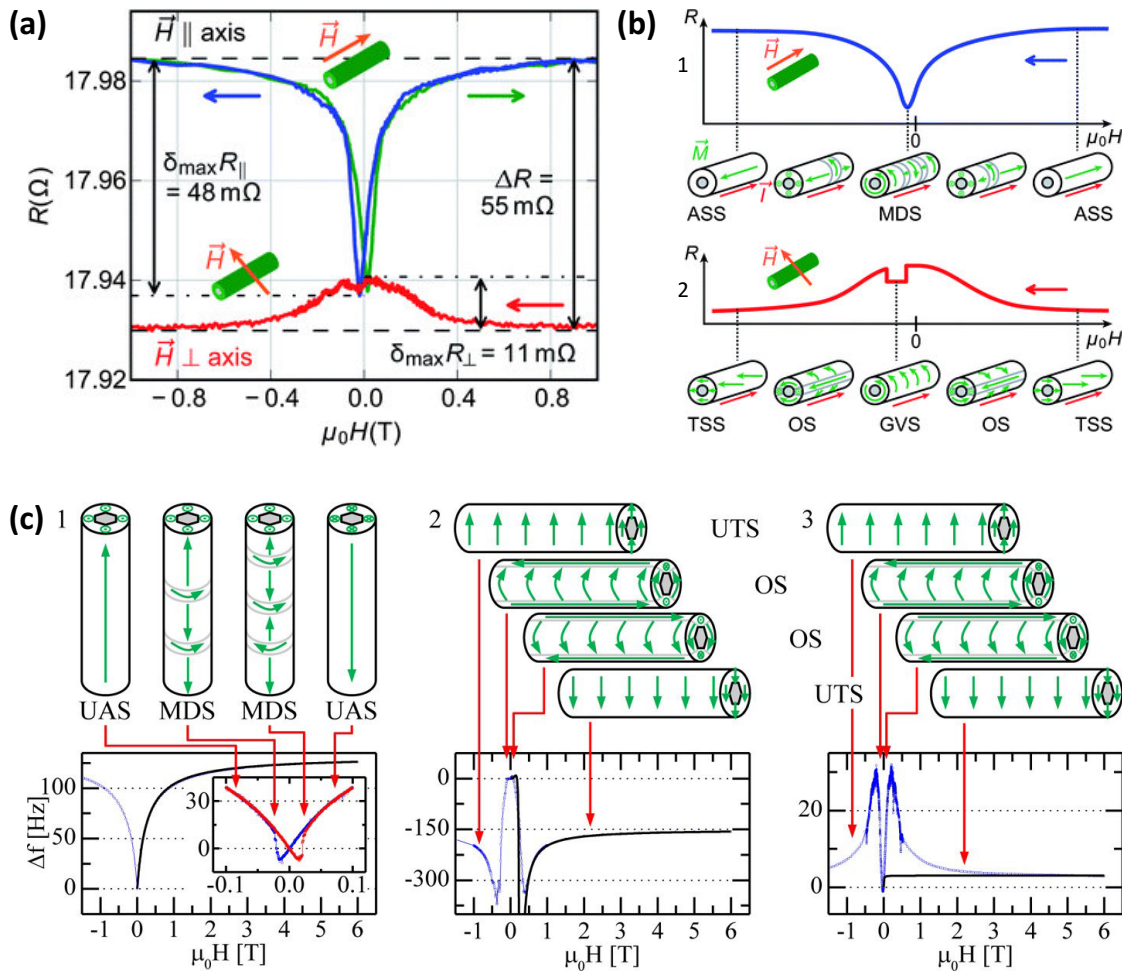 (a)
H⃗ ∥ axis
H⃗
17.984
17.98
17.96
17.94
17.92
R(Ω)
δmaxR∥
= 48 mΩ
ΔR =
55 mΩ
H⃗
H⃗ ⊥ axis
δmaxR⊥ = 11 mΩ
−0.8
−0.4
0.0
0.4
0.8
μ0H(T)
(b)
R
1
H⃗
0
μ0H
M⃗
I⃗
ASS
MDS
ASS
R
2
H⃗
0
μ0H
TSS
OS
GVS
OS
TSS
(c)
1
UAS MDS MDS UAS
Δf [Hz]
100
50
0
30
0
-0.1 0.0 0.1
-1 0 1 2 3 4 5 6
μ0H [T]
2
UTS
OS
OS
UTS
0
-150
-300
-1 0 1 2 3 4 5 6
μ0H [T]
3
20
0
-1 0 1 2 3 4 5 6
μ0H [T]